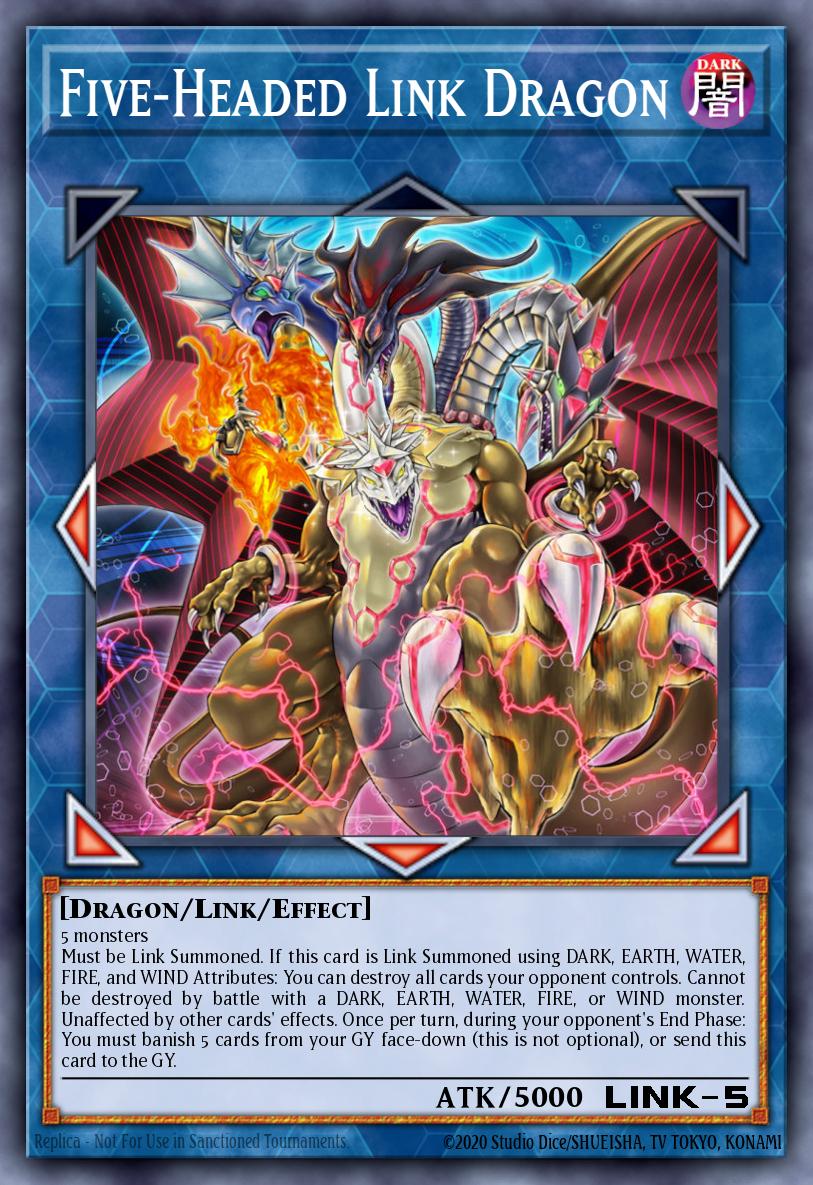 Five-Headed Link Dragon
DARK
闇
[Dragon/Link/Effect]
5 monsters
Must be Link Summoned. If this card is Link Summoned using DARK, EARTH, WATER,
FIRE, and WIND Attributes: You can destroy all cards your opponent controls. Cannot
be destroyed by battle with a DARK, EARTH, WATER, FIRE, or WIND monster.
Unaffected by other cards' effects. Once per turn, during your opponent's End Phase:
You must banish 5 cards from your GY face-down (this is not optional), or send this
card to the GY.
ATK/5000 LINK-5
Replica - Not For Use in Sanctioned Tournaments.
©2020 Studio Dice/SHUEISHA, TV TOKYO, KONAMI